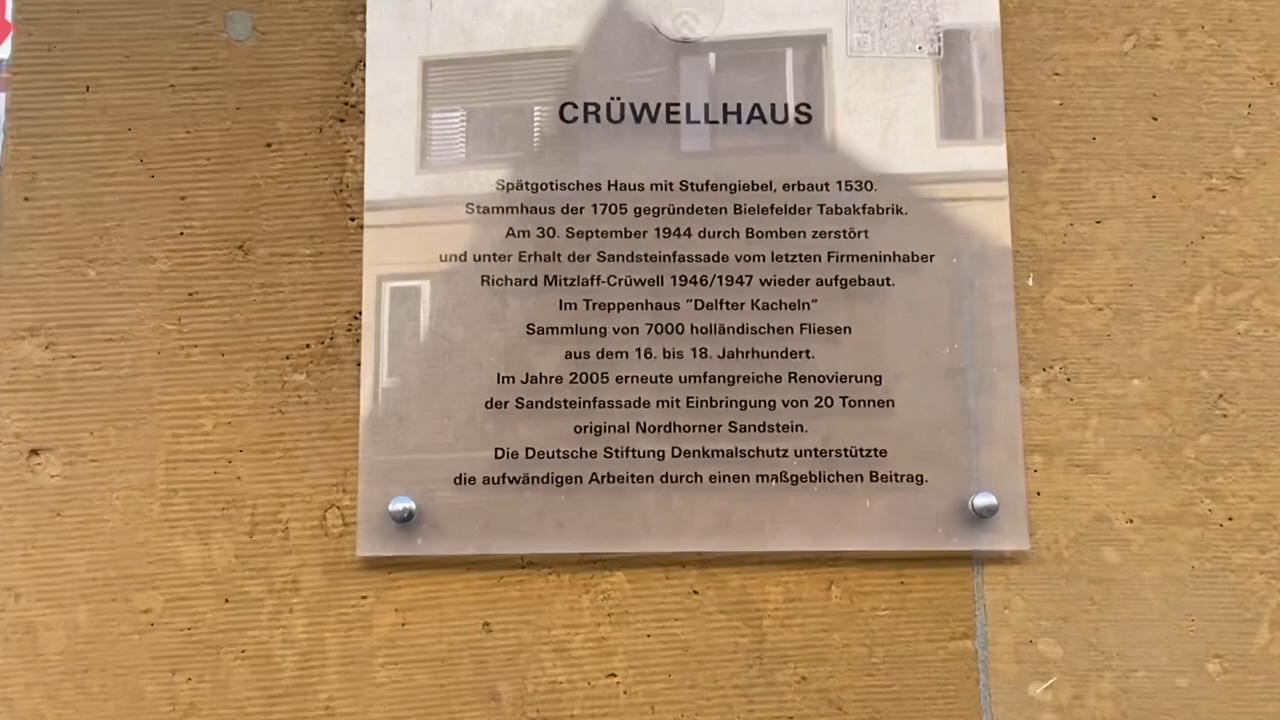 CRÜWELLHAUS
Spätgotisches Haus mit Stufengiebel, erbaut 1530.
Stammhaus der 1705 gegründeten Bielefelder Tabakfabrik.
Am 30. September 1944 durch Bomben zerstört
und unter Erhalt der Sandsteinfassade vom letzten Firmeninhaber
Richard Mitzlaff-Crüwell 1946/1947 wieder aufgebaut.
Im Treppenhaus "Delfter Kacheln"
Sammlung von 7000 holländischen Fliesen
aus dem 16. bis 18. Jahrhundert.
Im Jahre 2005 erneute umfangreiche Renovierung
der Sandsteinfassade mit Einbringung von 20 Tonnen
original Nordhorner Sandstein.
Die Deutsche Stiftung Denkmalschutz unterstützte
die aufwändigen Arbeiten durch einen maßgeblichen Beitrag.